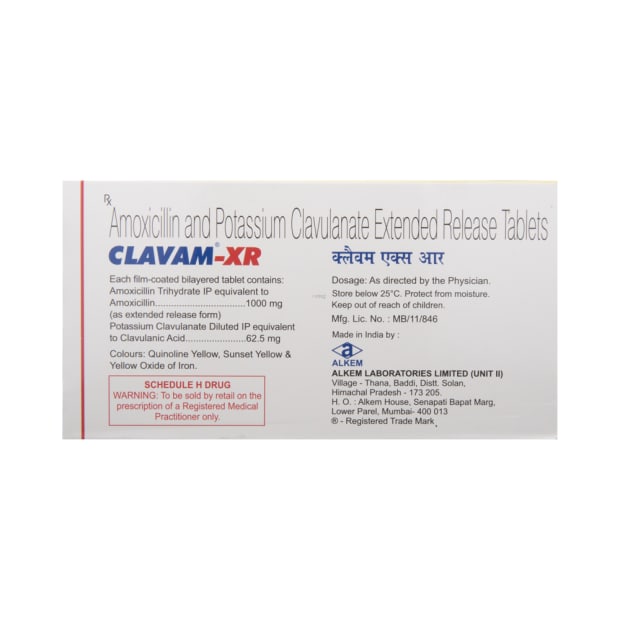 Rx
Amoxicillin and Potassium Clavulanate Extended Release Tablets
CLAVAM®-XR
Each film-coated bilayered tablet contains:
Amoxicillin Trihydrate IP equivalent to
Amoxicillin..............................1000 mg
(as extended release form)
Potassium Clavulanate Diluted IP equivalent
to Clavulanic Acid.....................62.5 mg
Colours: Quinoline Yellow, Sunset Yellow &
Yellow Oxide of Iron.
SCHEDULE H DRUG
WARNING: To be sold by retail on the
prescription of a Registered Medical
Practitioner only.
क्लैवम एक्स आर
Dosage: As directed by the Physician.
Store below 25°C. Protect from moisture.
Keep out of reach of children.
Mfg. Lic. No. : MB/11/846
Made in India by :
a
ALKEM
ALKEM LABORATORIES LIMITED (UNIT II)
Village - Thana, Baddi, Distt. Solan,
Himachal Pradesh - 173 205.
H. O. : Alkem House, Senapati Bapat Marg,
Lower Parel, Mumbai- 400 013
® - Registered Trade Mark